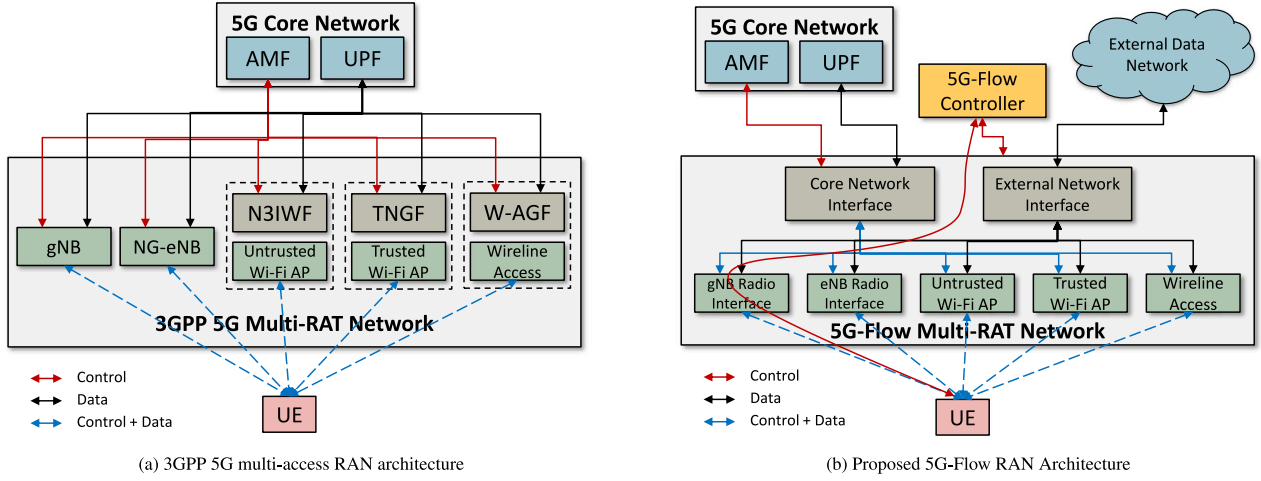 5G Core Network
AMF
UPF
N3IWF
TNGF
W-AGF
gNB
NG-eNB
Untrusted
Wi-Fi AP
Trusted
Wi-Fi AP
Wireline
Access
3GPP 5G Multi-RAT Network
Control
Data
Control + Data
UE
(a) 3GPP 5G multi-access RAN architecture
5G Core Network
AMF
UPF
5G-Flow
Controller
External Data
Network
Core Network
Interface
External Network
Interface
gNB Radio
Interface
eNB Radio
Interface
Untrusted
Wi-Fi AP
Trusted
Wi-Fi AP
Wireline
Access
5G-Flow Multi-RAT Network
Control
Data
Control + Data
UE
(b) Proposed 5G-Flow RAN Architecture